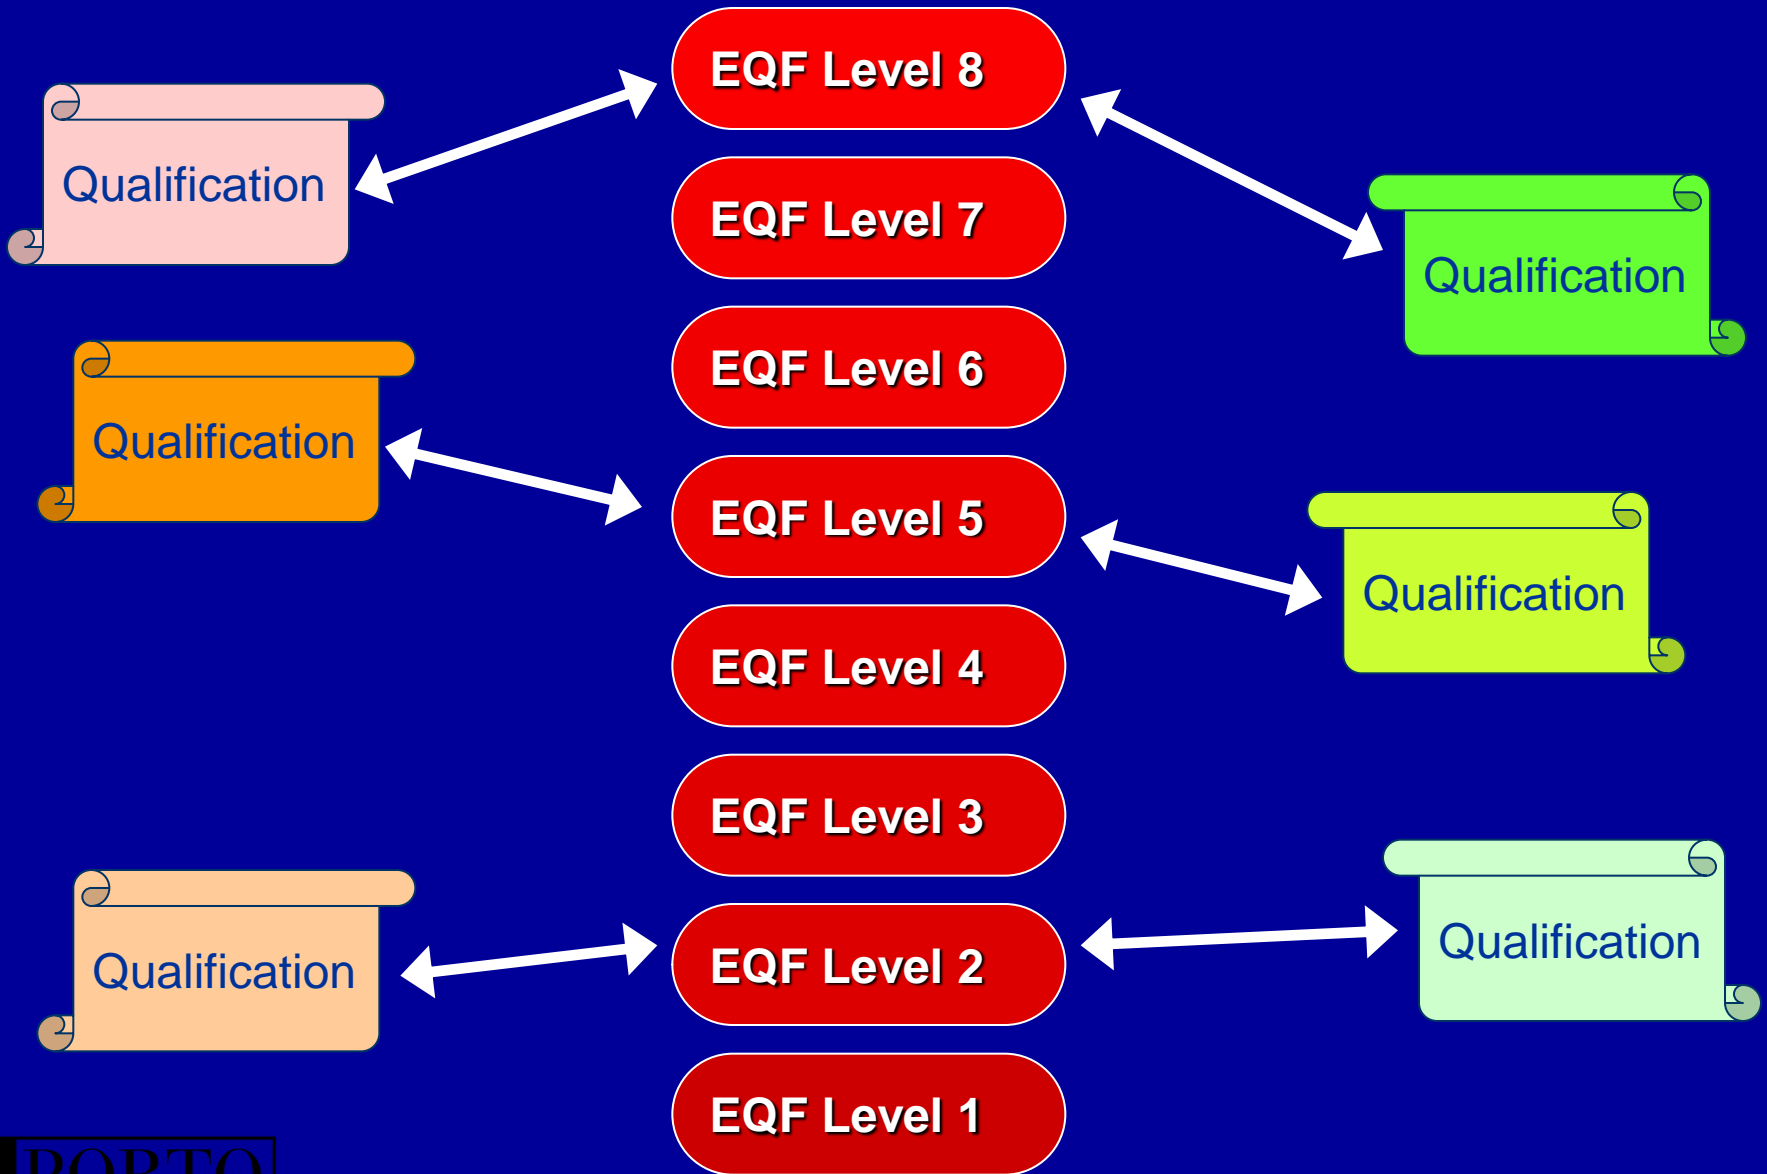 EQF Level 8
Qualification
EQF Level 7
Qualification
EQF Level 6
Qualification
EQF Level 5
Qualification
EQF Level 4
EQF Level 3
Qualification
EQF Level 2
Qualification
EQF Level 1
PORTO